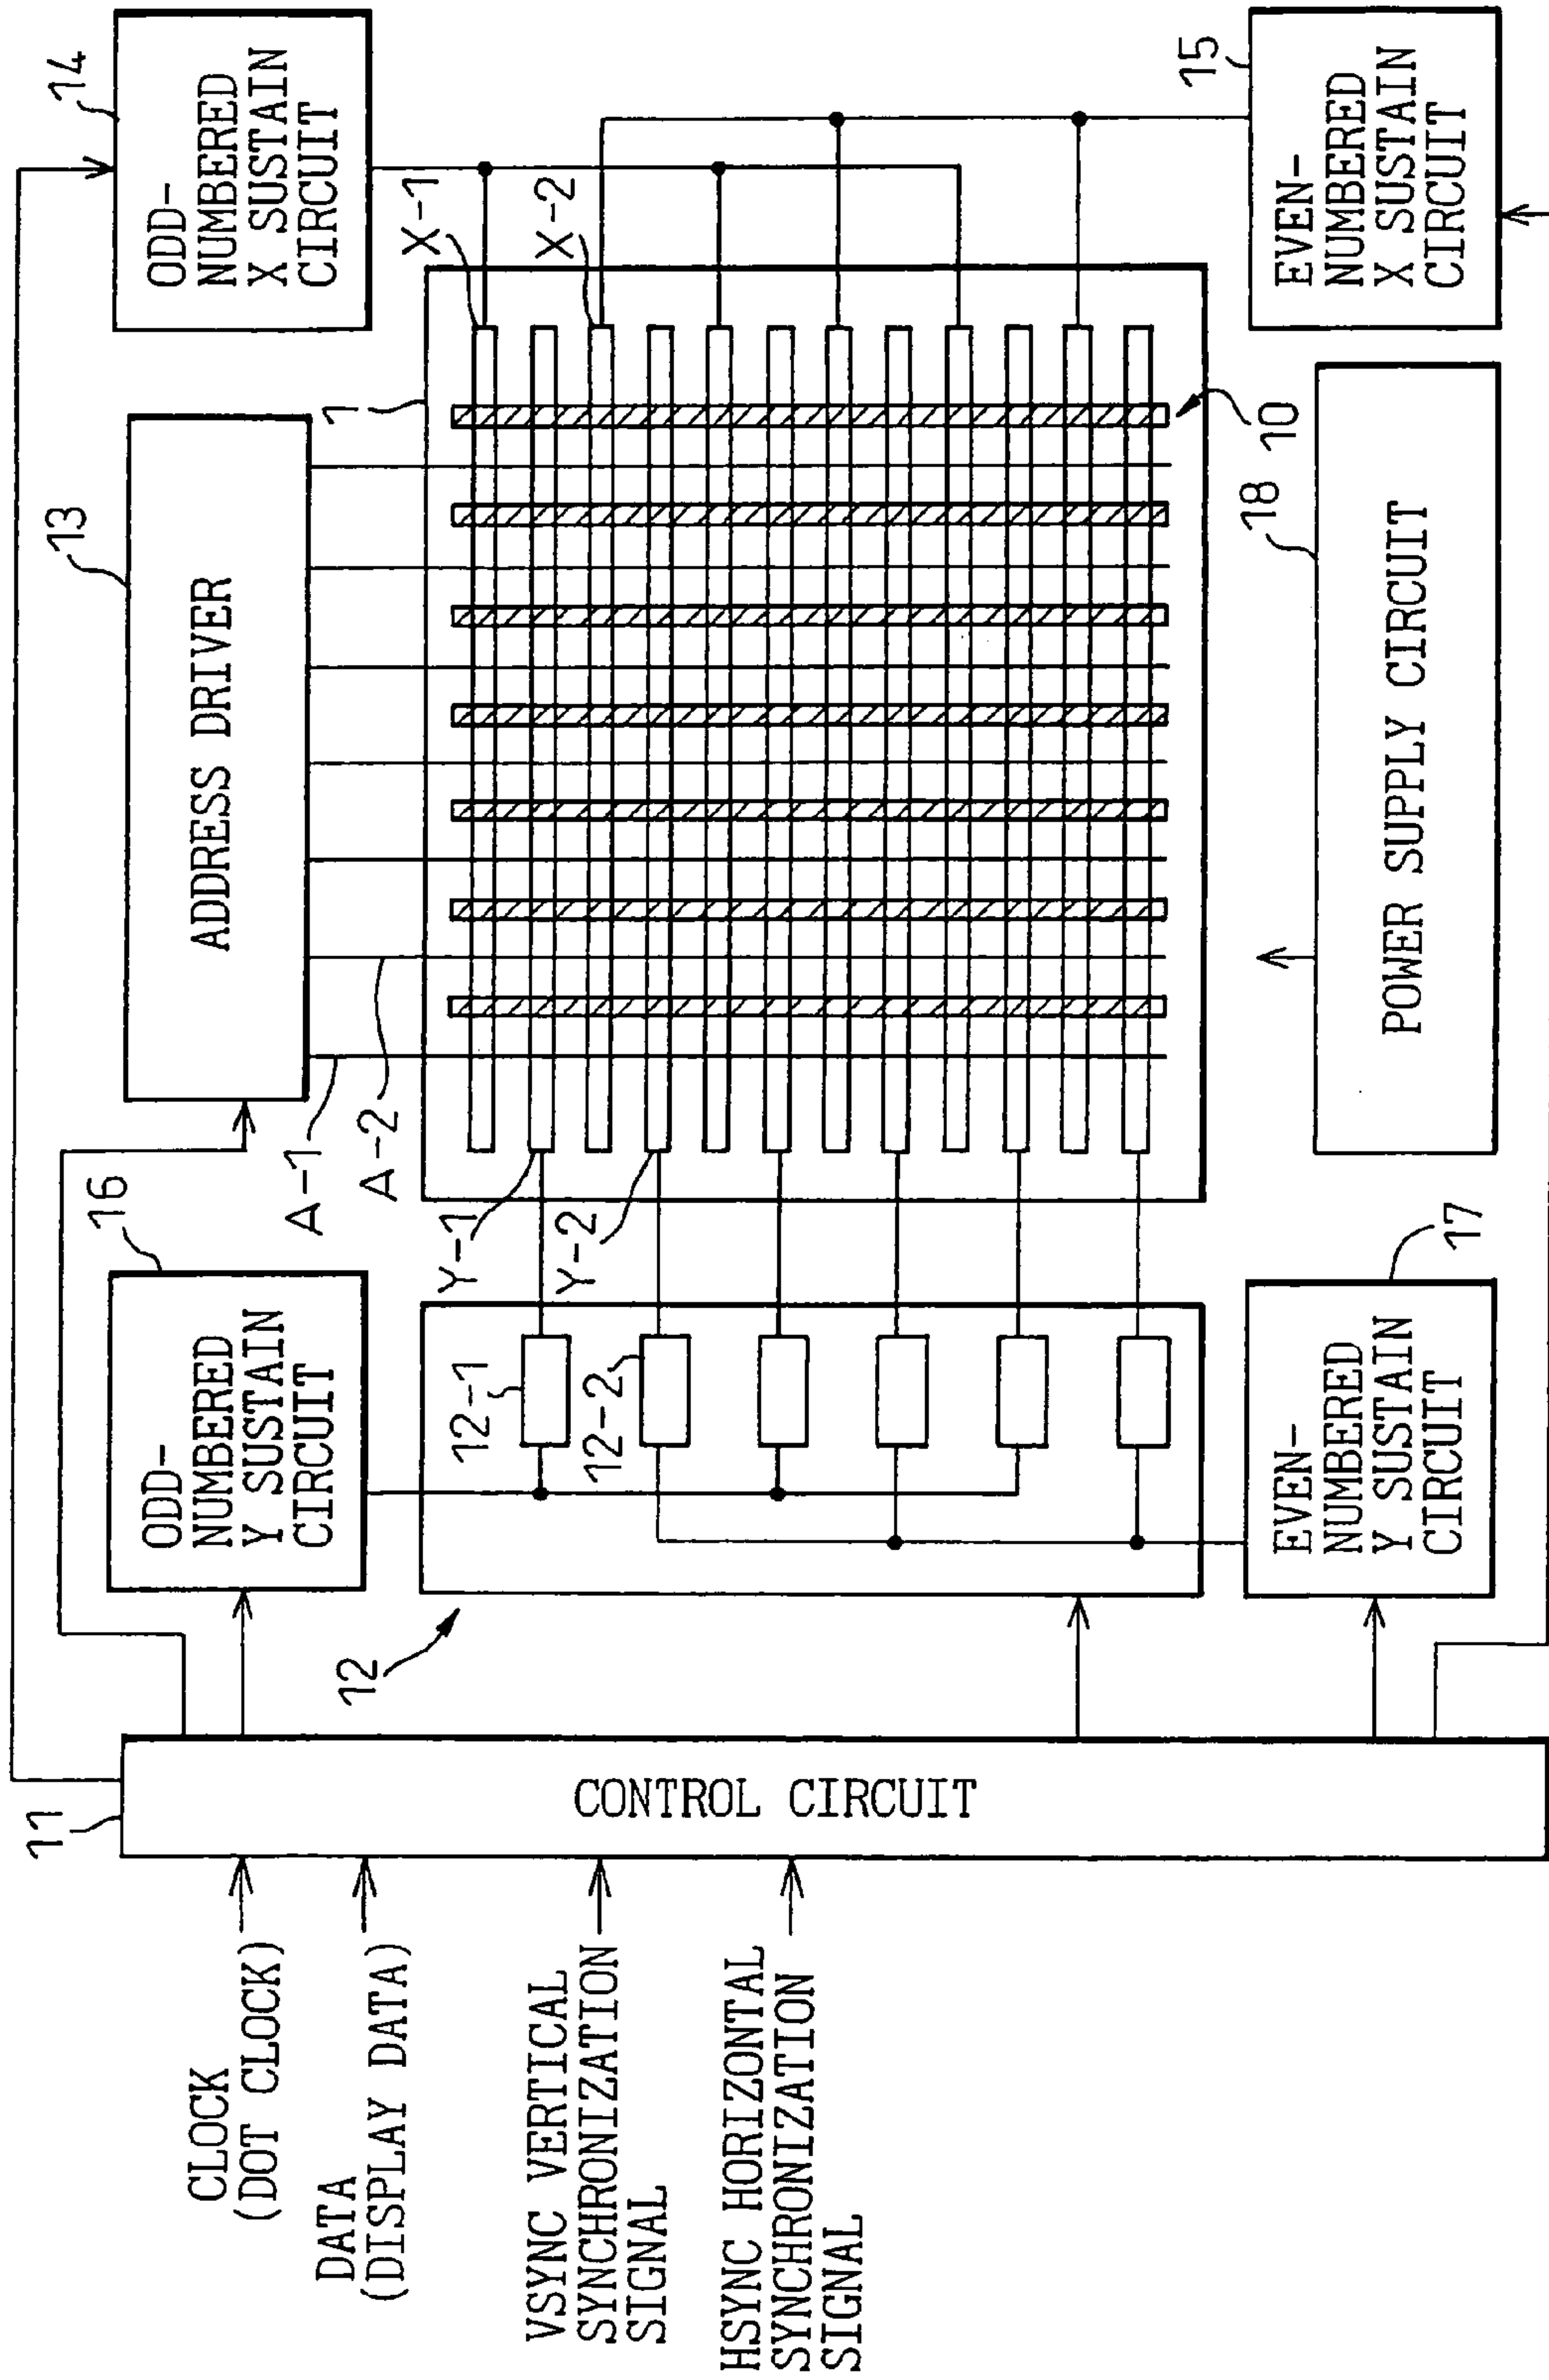 CLOCK
(DOT CLOCK)
DATA
(DISPLAY DATA)
VSYNC VERTICAL
SYNCHRONIZATION
SIGNAL
HSYNC HORIZONTAL
SYNCHRONIZATION
SIGNAL
11
CONTROL CIRCUIT
16
ODD-
NUMBERED
Y SUSTAIN
CIRCUIT
12
12-1
12-2
EVEN-
NUMBERED
Y SUSTAIN
CIRCUIT
17
13
ADDRESS DRIVER
A-1
A-2
Y-1
Y-2
1
X-1
X-2
10
18
POWER SUPPLY CIRCUIT
14
ODD-
NUMBERED
X SUSTAIN
CIRCUIT
15
EVEN-
NUMBERED
X SUSTAIN
CIRCUIT